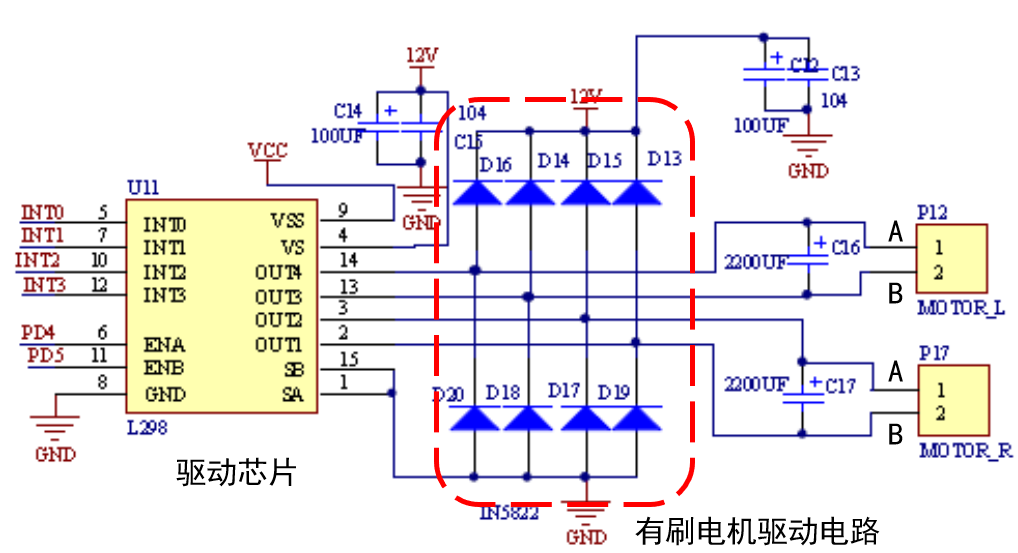 12V
C14
+
100UF
104
C15
VCC
GND
12V
D16
D14
D15
D13
+
C12
C13
104
100UF
GND
U11
INT0
5
INT0
VSS
9
INT1
7
INT1
VS
4
INT2
10
INT2
OUT4
14
INT3
12
INT3
OUT3
13
OUT2
3
PD4
6
ENA
OUT1
2
PD5
11
ENB
SB
15
8
GND
SA
1
GND
L298
驱动芯片
D20
D18
D17
D19
IN5822
GND
P12
A
1
B
2
MOTOR_L
+
C16
2200UF
P17
A
1
B
2
MOTOR_R
+
C17
2200UF
有刷电机驱动电路